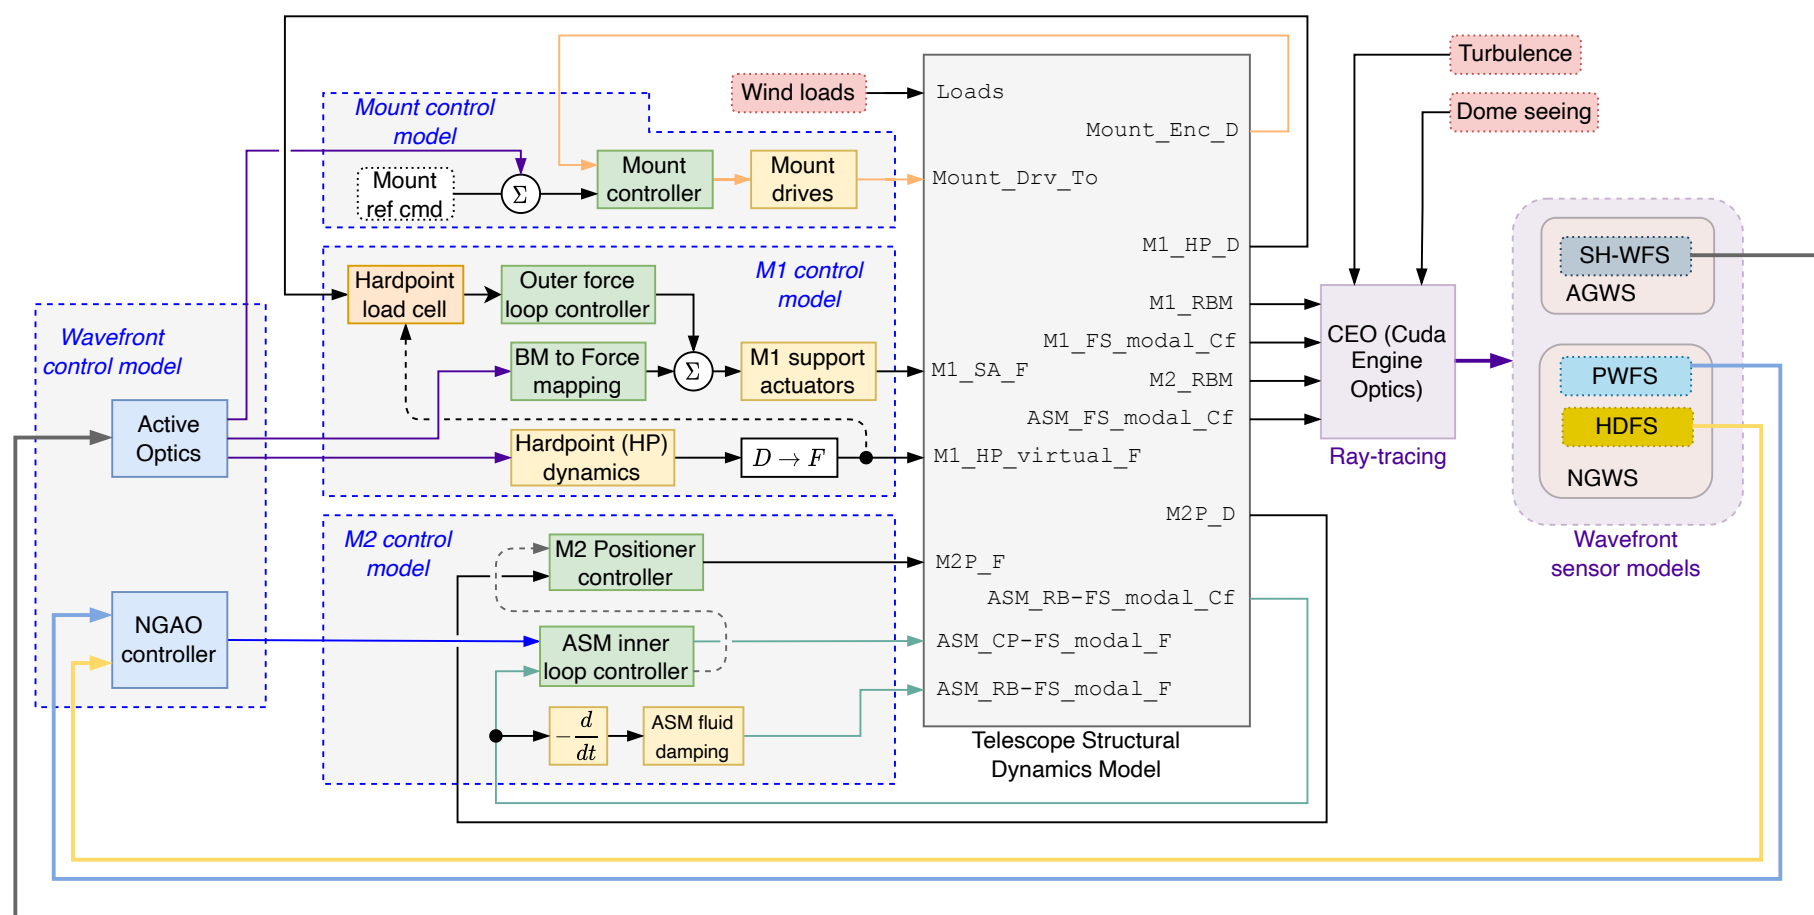 Turbulence
Wind loads
Dome seeing
Loads
Mount_Enc_D
Mount control
model
Mount
ref cmd
Σ
Mount
controller
Mount
drives
Mount_Drv_To
M1_HP_D
SH-WFS
AGWS
Hardpoint
load cell
Outer force
loop controller
M1 control
model
M1_RBM
M1_FS_modal_Cf
M2_RBM
ASM_FS_modal_Cf
CEO (Cuda
Engine
Optics)
Ray-tracing
Wavefront
control model
BM to Force
mapping
Σ
M1 support
actuators
M1_SA_F
PWFS
HDFS
NGWS
Active
Optics
Hardpoint (HP)
dynamics
D → F
M1_HP_virtual_F
M2P_D
Wavefront
sensor models
M2 control
model
M2 Positioner
controller
M2P_F
ASM_RB-FS_modal_Cf
NGAO
controller
ASM inner
loop controller
ASM_CP-FS_modal_F
ASM_RB-FS_modal_F
− d
dt
ASM fluid
damping
Telescope Structural
Dynamics Model